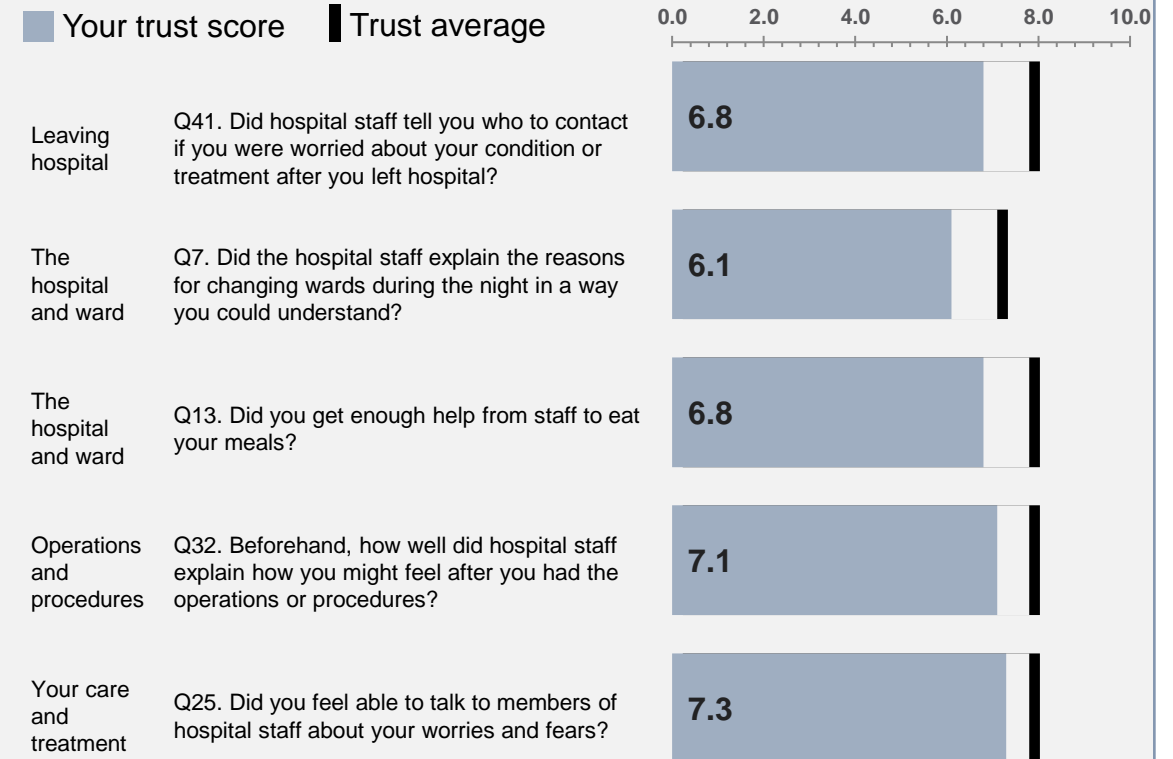 Your trust score Trust average
0.0 2.0 4.0 6.0 8.0 10.0
Leaving
hospital
Q41. Did hospital staff tell you who to contact
if you were worried about your condition or
treatment after you left hospital?
6.8
The
hospital
and ward
Q7. Did the hospital staff explain the reasons
for changing wards during the night in a way
you could understand?
6.1
The
hospital
and ward
Q13. Did you get enough help from staff to eat
your meals?
6.8
Operations
and
procedures
Q32. Beforehand, how well did hospital staff
explain how you might feel after you had the
operations or procedures?
7.1
Your care
and
treatment
Q25. Did you feel able to talk to members of
hospital staff about your worries and fears?
7.3